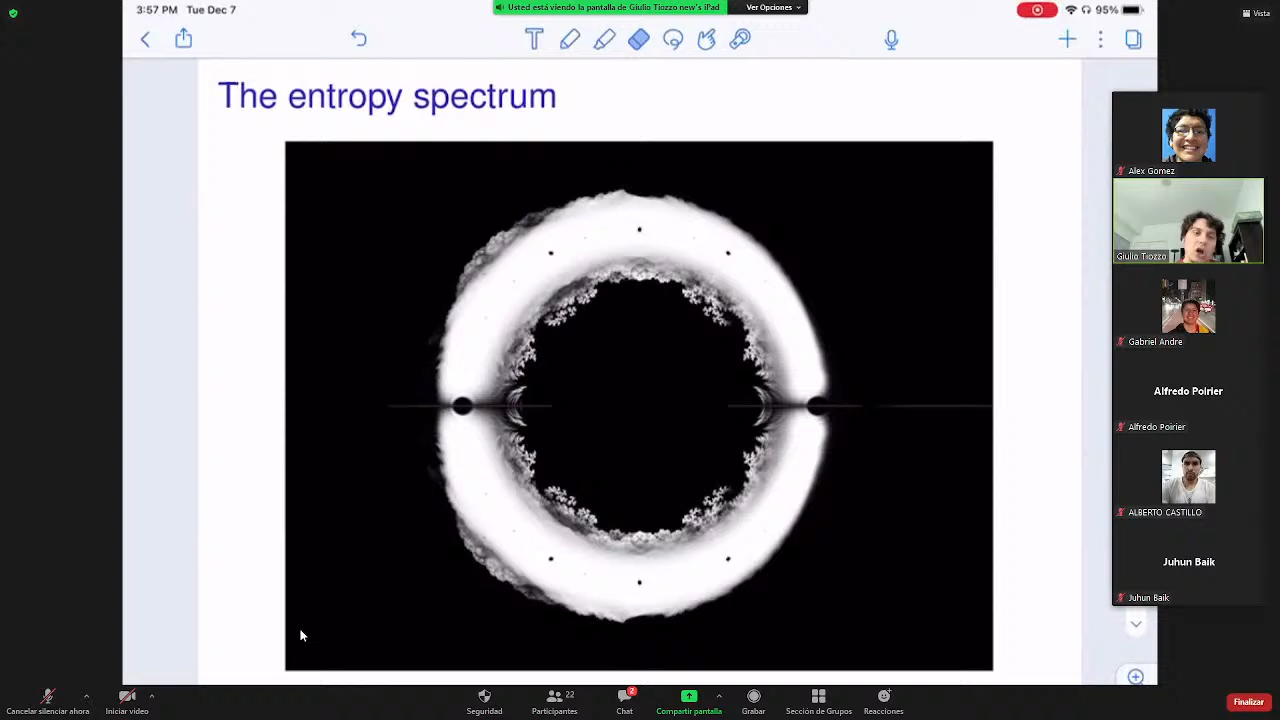 3:57 PM Tue Dec 7
Usted está viendo la pantalla de Giulio Tiozzo new's iPad
Ver Opciones
95%
Vista
The entropy spectrum
Alex Gomez
Giulio Tiozzo
Gabriel Andre
Alfredo Poirier
Alfredo Poirier
ALBERTO CASTILLO
Juhun Baik
Juhun Baik
Cancelar silenciar ahora
Iniciar video
Seguridad
22
Participantes
2
Chat
Compartir pantalla
Grabar
Sección de Grupos
Reacciones
Finalizar